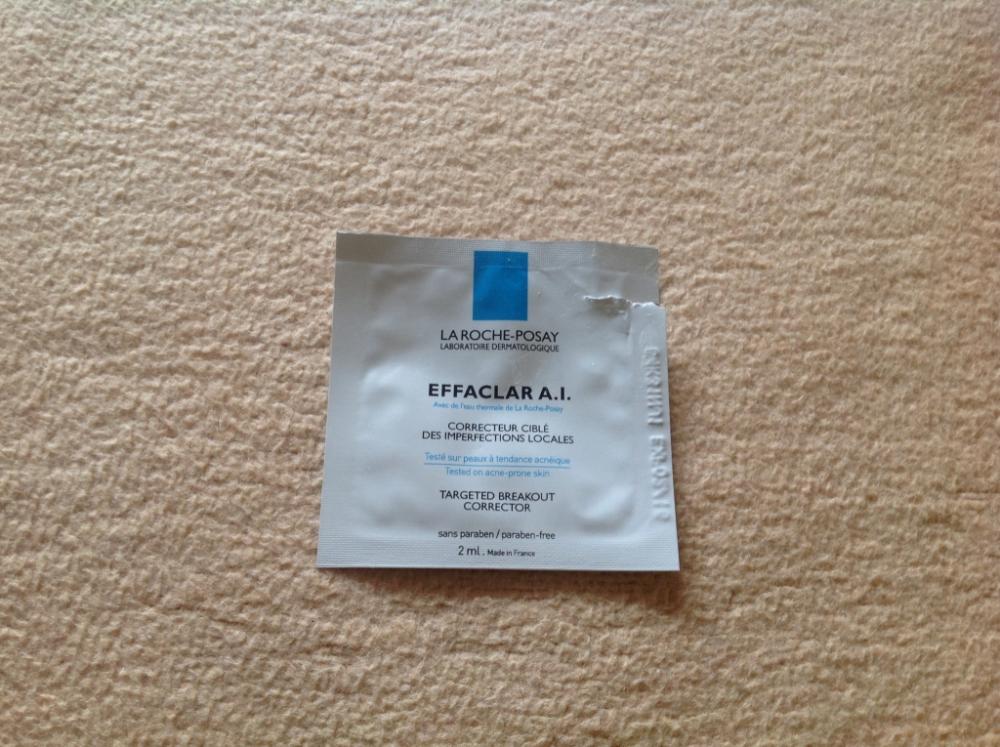 LA ROCHE-POSAY
LABORATOIRE DERMATOLOGIQUE
EFFACLAR A.I.
Avec de l'eau thermale de La Roche-Posay
CORRECTEUR CIBLÉ
DES IMPERFECTIONS LOCALES
Testé sur peaux à tendance acnéique
Tested on acne-prone skin
TARGETED BREAKOUT
CORRECTOR
sans paraben / paraben-free
2 ml . Made in France